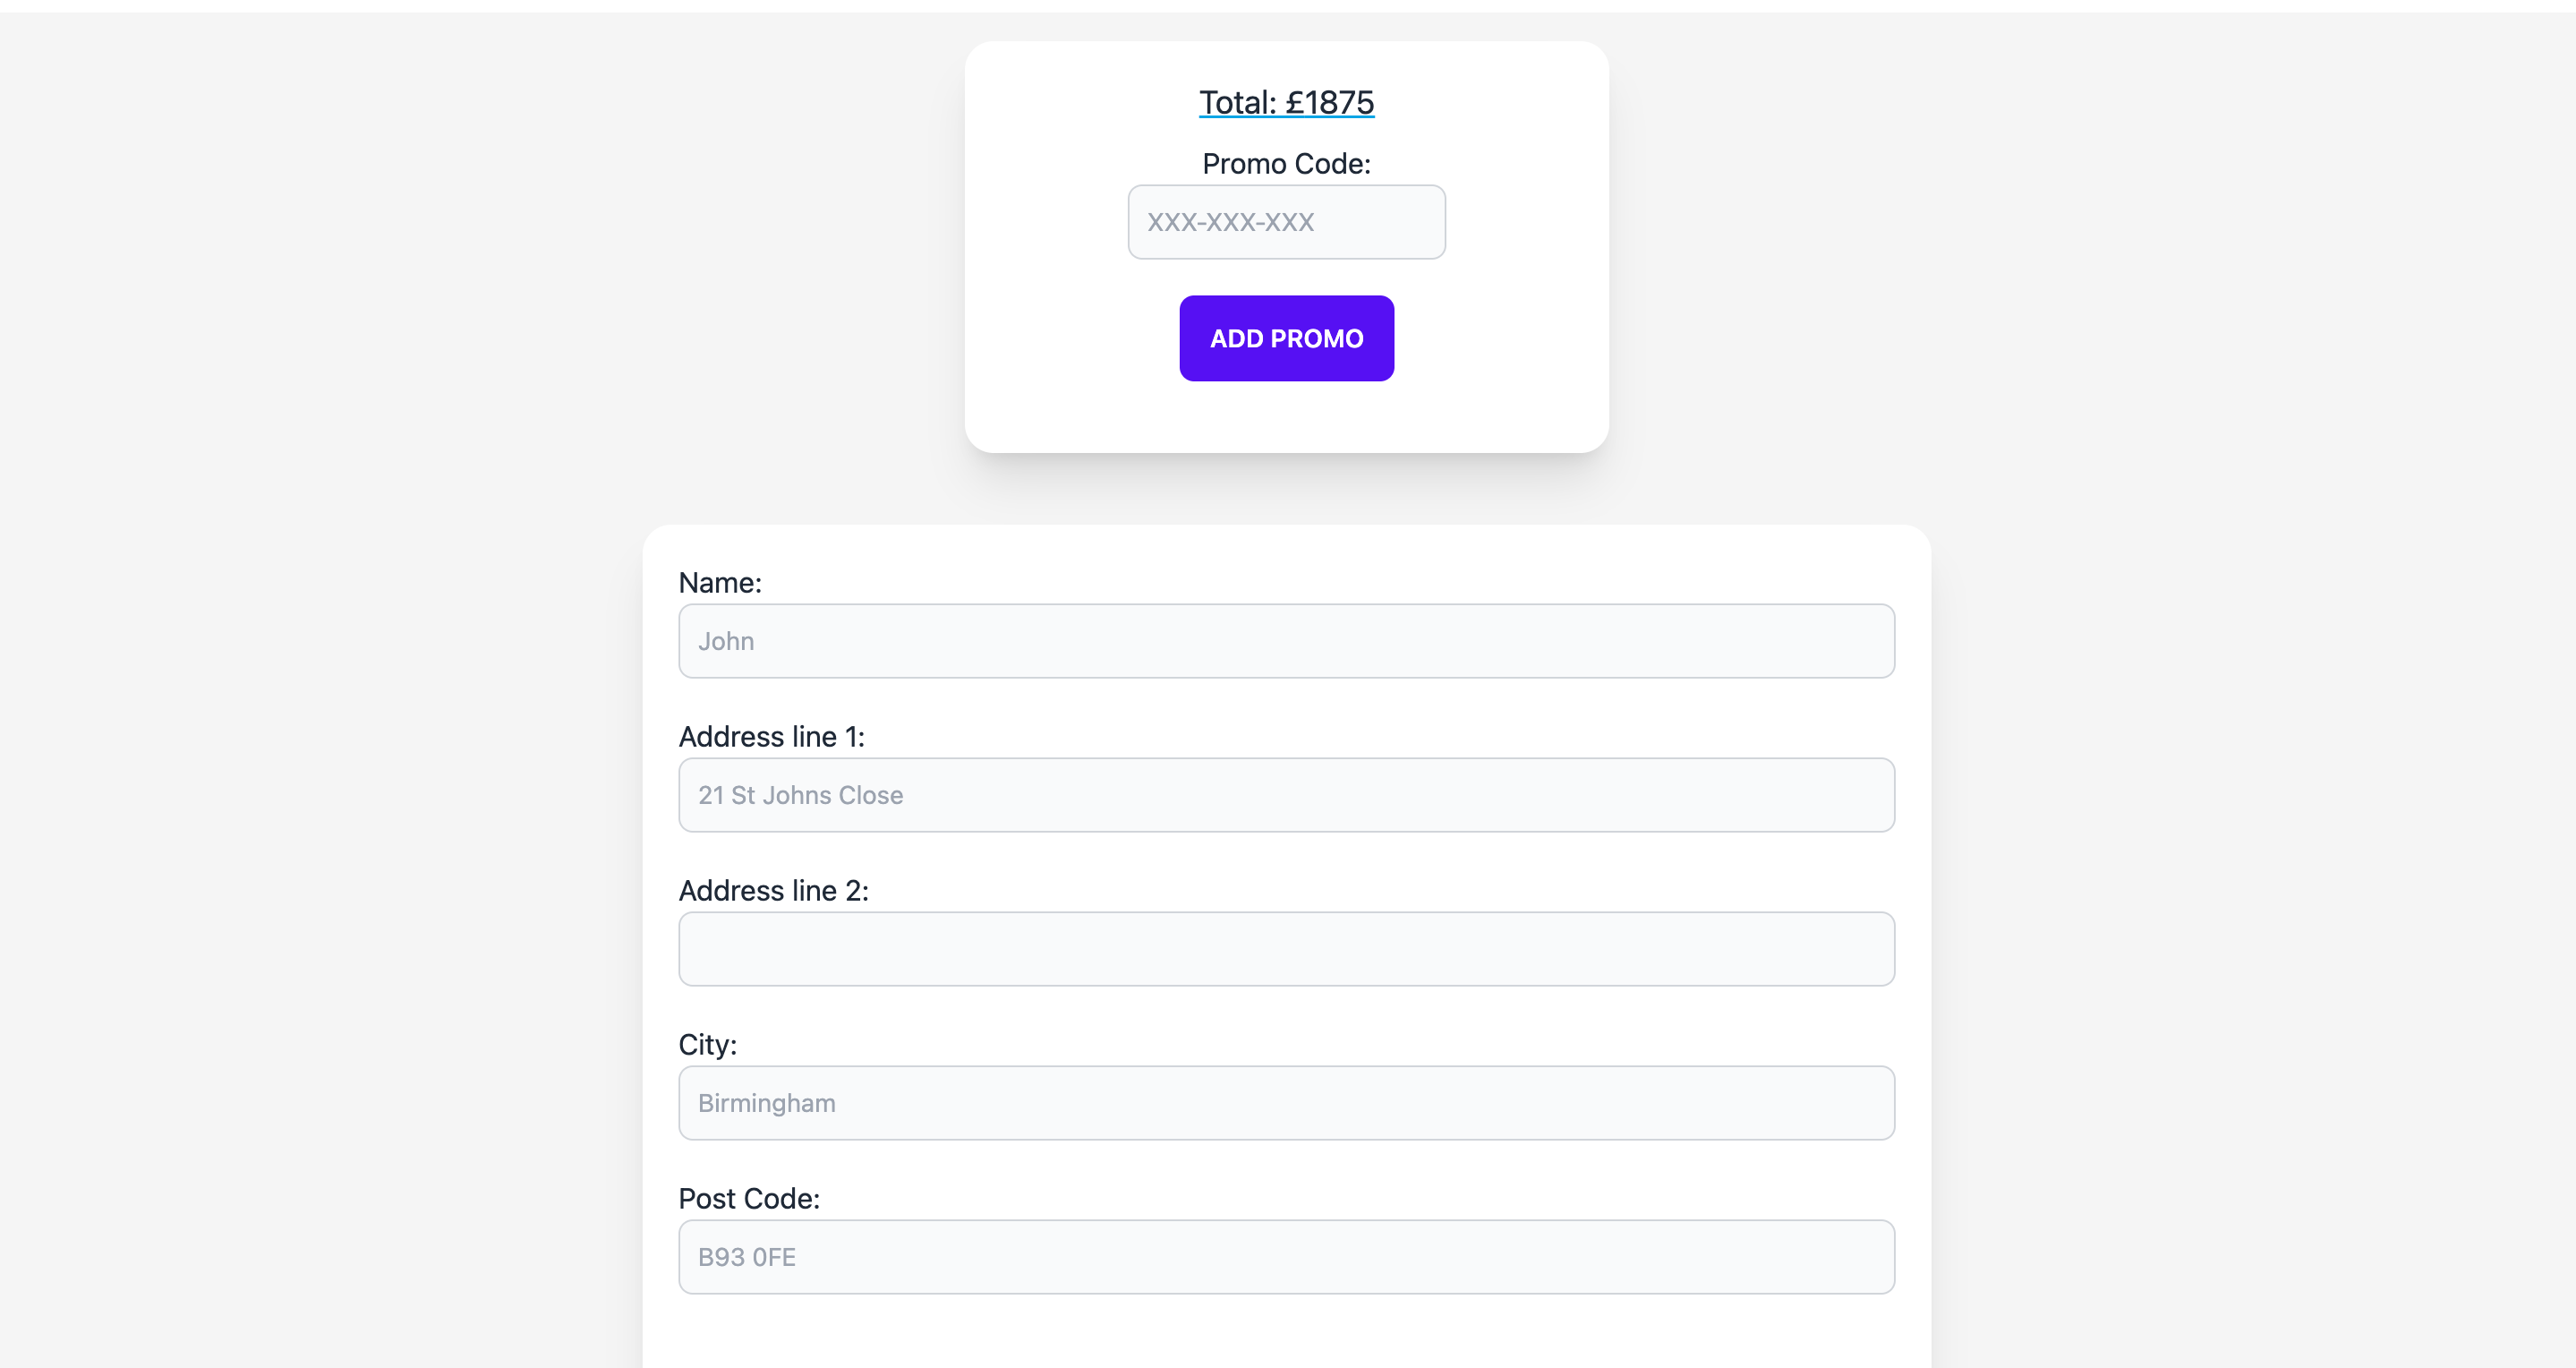 Total: £1875
Promo Code:
XXX-XXX-XXX
ADD PROMO
Name:
John
Address line 1:
21 St Johns Close
Address line 2:
City:
Birmingham
Post Code:
B93 0FE